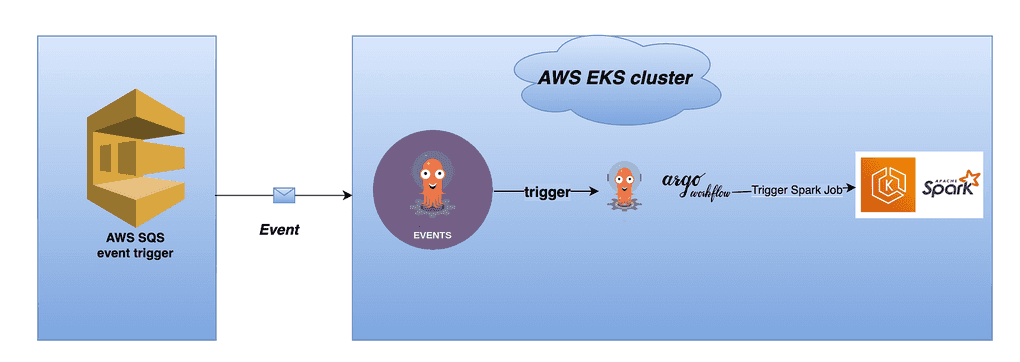 AWS EKS cluster
AWS SQS
event trigger
Event
EVENTS
trigger
argo
workflow
Trigger Spark Job
K
APACHE
Spark